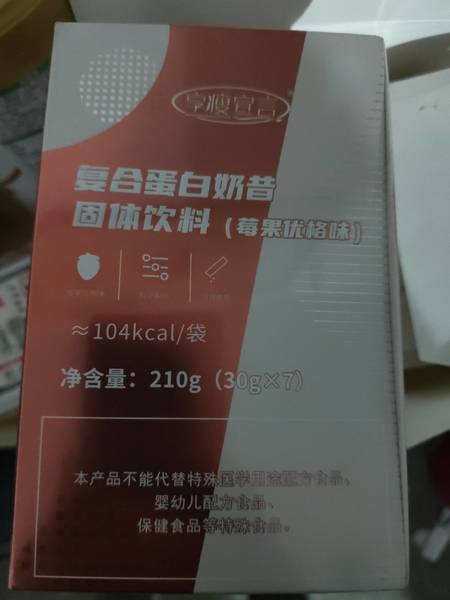 享瘦宣言
复合蛋白奶昔
固体饮料（莓果优格味）
≈104kcal/袋
净含量：210g（30g×7）
本产品不能代替特殊医学用途配方食品、
婴幼儿配方食品、
保健食品等特殊食品。